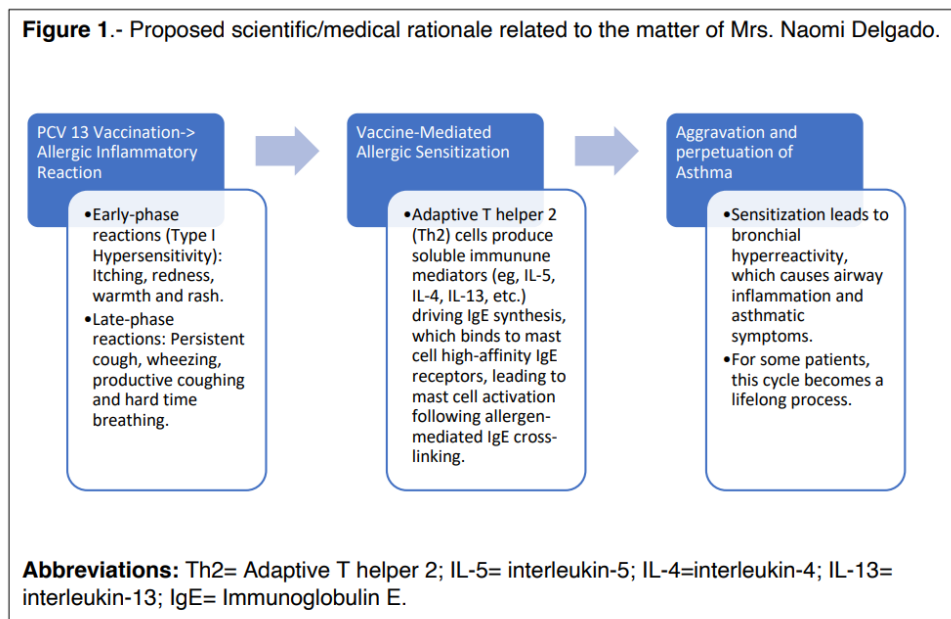 Figure 1.- Proposed scientific/medical rationale related to the matter of Mrs. Naomi Delgado.
PCV 13 Vaccination->
Allergic Inflammatory
Reaction
•Early-phase
reactions (Type I
Hypersensitivity):
Itching, redness,
warmth and rash.
•Late-phase
reactions: Persistent
cough, wheezing,
productive coughing
and hard time
breathing.
Vaccine-Mediated
Allergic Sensitization
•Adaptive T helper 2
(Th2) cells produce
soluble immunune
mediators (eg, IL-5,
IL-4, IL-13, etc.)
driving IgE synthesis,
which binds to mast
cell high-affinity IgE
receptors, leading to
mast cell activation
following allergen-
mediated IgE cross-
linking.
Aggravation and
perpetuation of
Asthma
•Sensitization leads to
bronchial
hyperreactivity,
which causes airway
inflammation and
asthmatic
symptoms.
•For some patients,
this cycle becomes a
lifelong process.
Abbreviations: Th2= Adaptive T helper 2; IL-5= interleukin-5; IL-4=interleukin-4; IL-13=
interleukin-13; IgE= Immunoglobulin E.